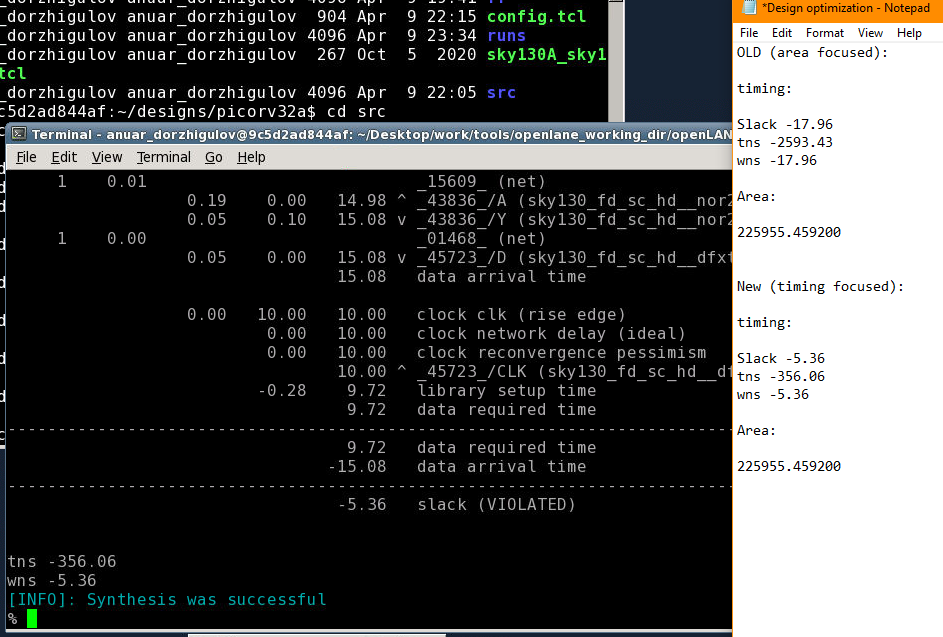 _dorzhigulov anuar_dorzhigulov 904 Apr 9 22:15 config.tcl
_dorzhigulov anuar_dorzhigulov 4096 Apr 9 23:34 runs
_dorzhigulov anuar_dorzhigulov 267 Oct 5 2020 sky130A_sky1
tcl
_dorzhigulov anuar_dorzhigulov 4096 Apr 9 22:05 src
c5d2ad844af:~/designs/picorv32a$ cd src
Terminal - anuar_dorzhigulov@9c5d2ad844af: ~/Desktop/work/tools/openlane_working_dir/openLAN
File Edit View Terminal Go Help
1 0.01 _15609_ (net)
0.19 0.00 14.98 ^ _43836_/A (sky130_fd_sc_hd__nor2
0.05 0.10 15.08 v _43836_/Y (sky130_fd_sc_hd__nor2
1 0.00 _01468_ (net)
0.05 0.00 15.08 v _45723_/D (sky130_fd_sc_hd__dfxt
15.08 data arrival time
0.00 10.00 10.00 clock clk (rise edge)
0.00 10.00 clock network delay (ideal)
0.00 10.00 clock reconvergence pessimism
10.00 ^ _45723_/CLK (sky130_fd_sc_hd__df
-0.28 9.72 library setup time
9.72 data required time
9.72 data required time
-15.08 data arrival time
-5.36 slack (VIOLATED)
tns -356.06
wns -5.36
[INFO]: Synthesis was successful
%
*Design optimization - Notepad
File Edit Format View Help
OLD (area focused):
timing:
Slack -17.96
tns -2593.43
wns -17.96
Area:
225955.459200
New (timing focused):
timing:
Slack -5.36
tns -356.06
wns -5.36
Area:
225955.459200